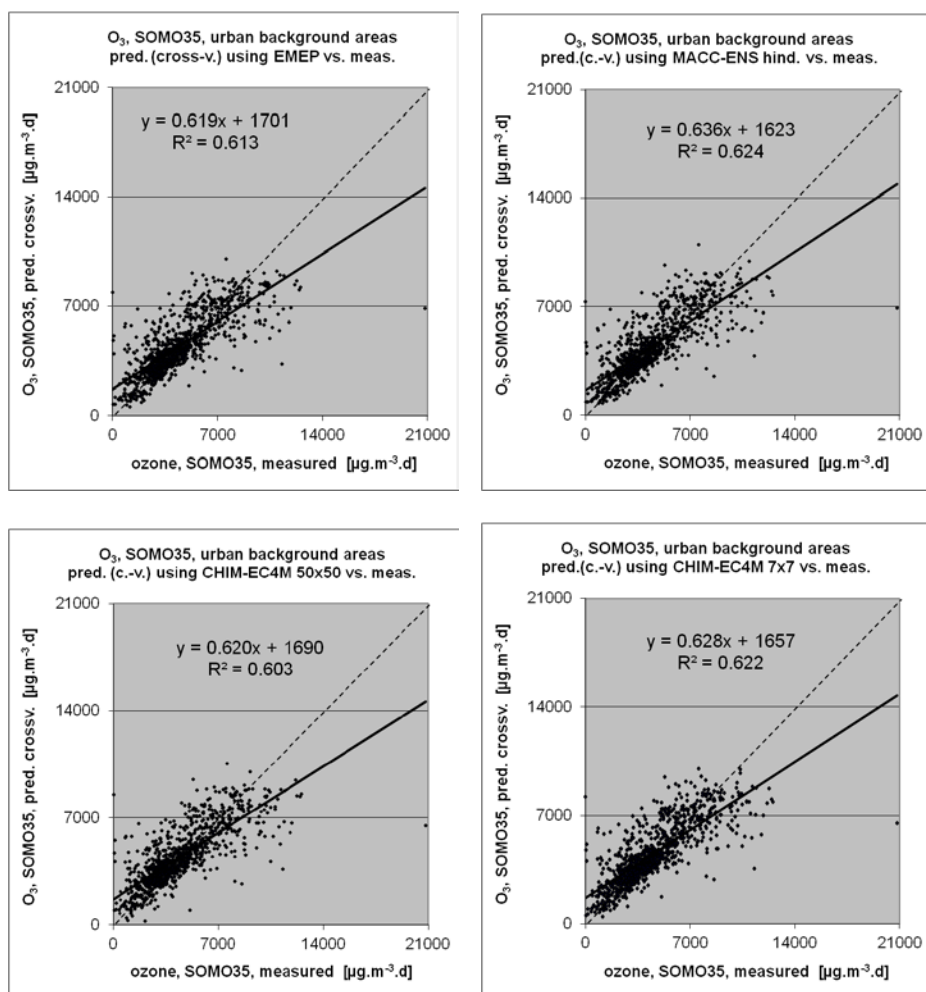 O₃, SOMO35, urban background areas
pred. (cross-v.) using EMEP vs. meas.
O₃, SOMO35, pred. crossv. [µg.m⁻³.d]
21000
14000
7000
0
y = 0.619x + 1701
R² = 0.613
0 7000 14000 21000
ozone, SOMO35, measured [µg.m⁻³.d]
O₃, SOMO35, urban background areas
pred.(c.-v.) using MACC-ENS hind. vs. meas.
O₃, SOMO35, pred. crossv. [µg.m⁻³.d]
21000
14000
7000
0
y = 0.636x + 1623
R² = 0.624
0 7000 14000 21000
ozone, SOMO35, measured [µg.m⁻³.d]
O₃, SOMO35, urban background areas
pred.(c.-v.) using CHIM-EC4M 50x50 vs. meas.
O₃, SOMO35, pred. crossv. [µg.m⁻³.d]
21000
14000
7000
0
y = 0.620x + 1690
R² = 0.603
0 7000 14000 21000
ozone, SOMO35, measured [µg.m⁻³.d]
O₃, SOMO35, urban background areas
pred.(c.-v.) using CHIM-EC4M 7x7 vs. meas.
O₃, SOMO35, pred. crossv. [µg.m⁻³.d]
21000
14000
7000
0
y = 0.628x + 1657
R² = 0.622
0 7000 14000 21000
ozone, SOMO35, measured [µg.m⁻³.d]